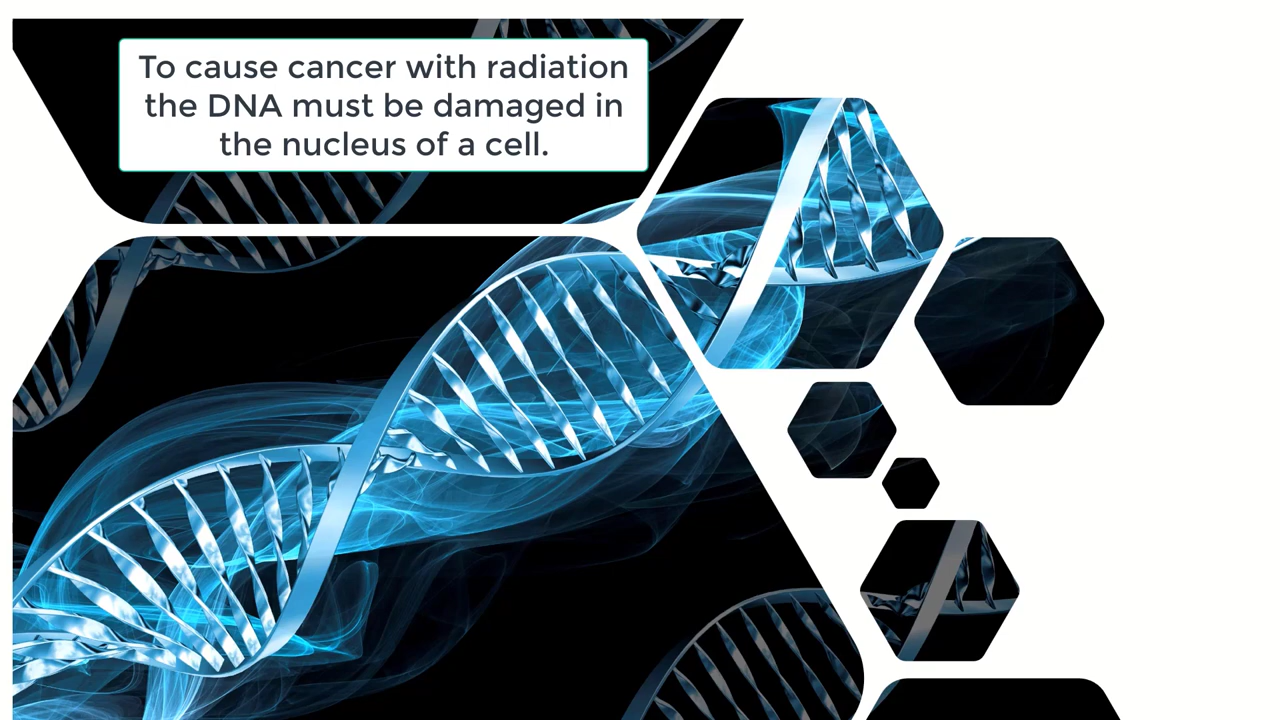 To cause cancer with radiation
the DNA must be damaged in
the nucleus of a cell.